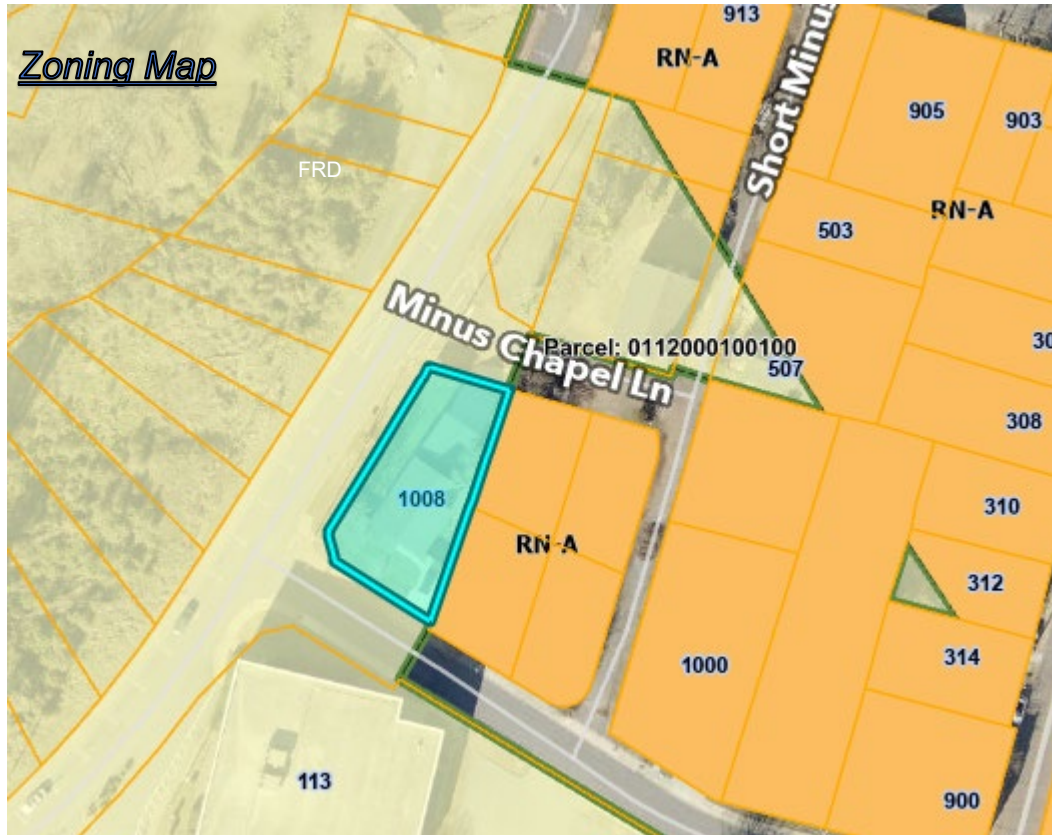 Zoning Map
913
RN-A
Short Minus
905
903
FRD
RN-A
503
Minus Chapel Ln
Parcel: 0112000100100
507
30
308
1008
310
RN-A
312
314
1000
113
900